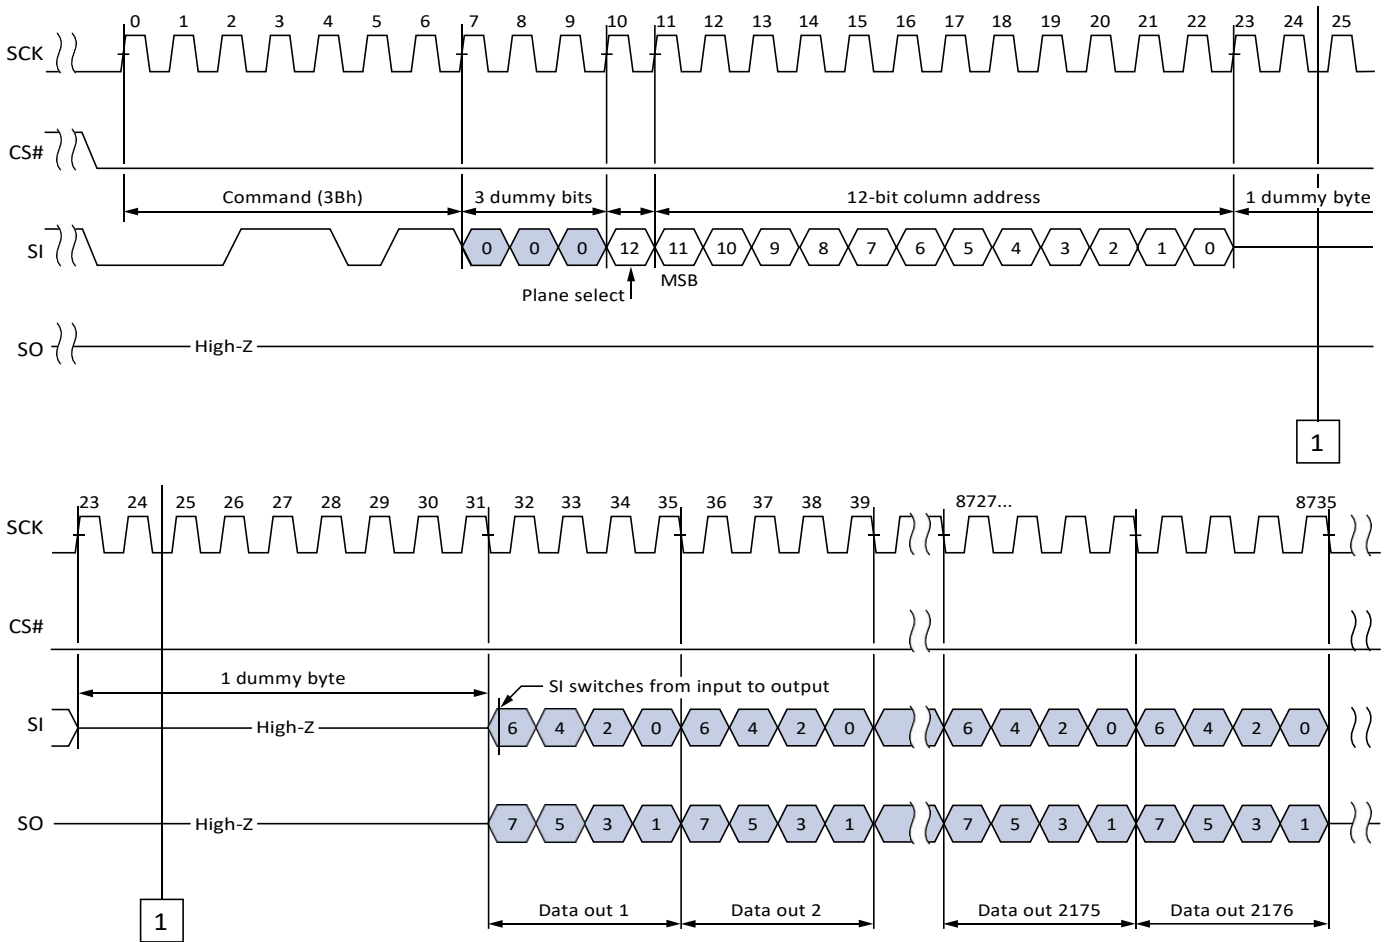 0 1 2 3 4 5 6 7 8 9 10 11 12 13 14 15 16 17 18 19 20 21 22 23 24 25
SCK
CS#
Command (3Bh) 3 dummy bits 12-bit column address 1 dummy byte
SI 0 0 0 12 11 10 9 8 7 6 5 4 3 2 1 0
MSB
Plane select
SO High-Z
1
23 24 25 26 27 28 29 30 31 32 33 34 35 36 37 38 39 8727... 8735
SCK
CS#
1 dummy byte
SI switches from input to output
SI High-Z 6 4 2 0 6 4 2 0 6 4 2 0 6 4 2 0
SO High-Z 7 5 3 1 7 5 3 1 7 5 3 1 7 5 3 1
1 Data out 1 Data out 2 Data out 2175 Data out 2176